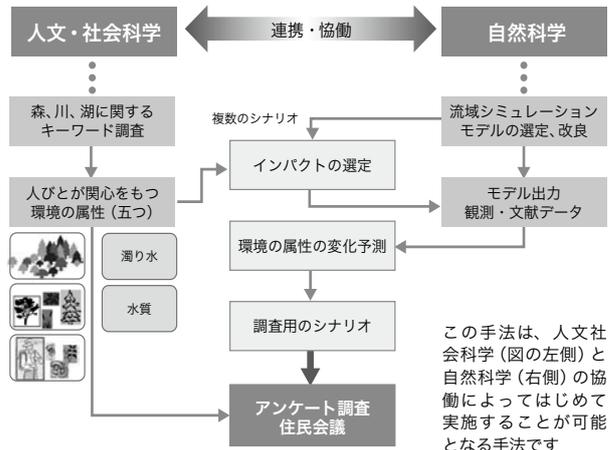 人文・社会科学
連携・協働
自然科学
森、川、湖に関する
キーワード調査
複数のシナリオ
流域シミュレーション
モデルの選定、改良
インパクトの選定
人びとが関心をもつ
環境の属性（五つ）
モデル出力
観測・文献データ
濁り水
環境の属性の変化予測
水質
調査用のシナリオ
アンケート調査
住民会議
この手法は、人文社
会科学（図の左側）と
自然科学（右側）の協
働によってはじめて
実施することが可能
となる手法です